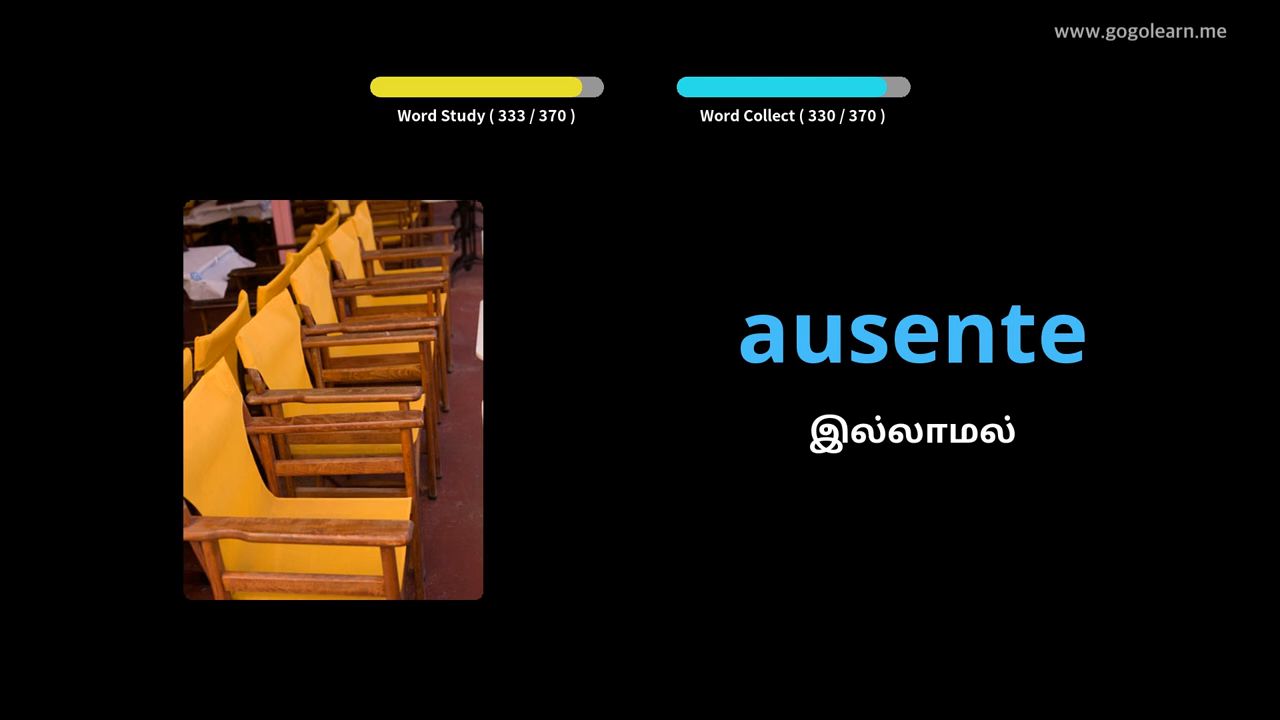 www.gogolearn.me
Word Study ( 333 / 370 )
Word Collect ( 330 / 370 )
ausente
இல்லாமல்